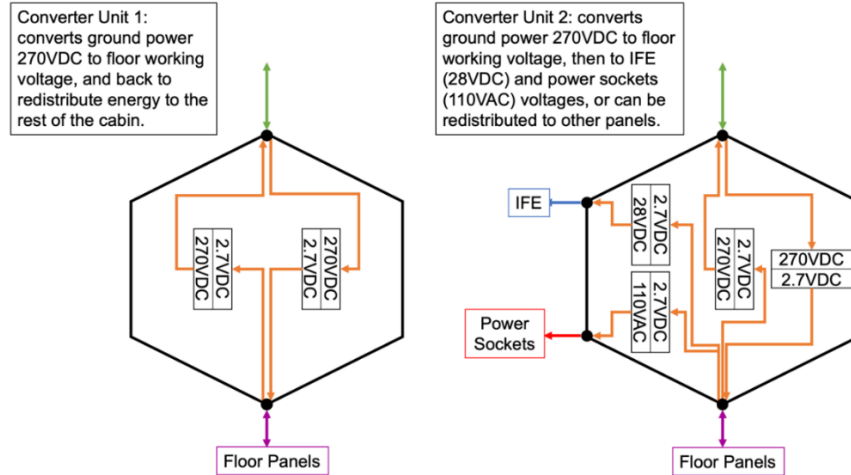 Converter Unit 1:
converts ground power
270VDC to floor working
voltage, and back to
redistribute energy to the
rest of the cabin.
2.7VDC
270VDC
270VDC
2.7VDC
Floor Panels
Converter Unit 2: converts
ground power 270VDC to floor
working voltage, then to IFE
(28VDC) and power sockets
(110VAC) voltages, or can be
redistributed to other panels.
IFE
2.7VDC
28VDC
2.7VDC
270VDC
270VDC
2.7VDC
2.7VDC
110VAC
Power
Sockets
Floor Panels